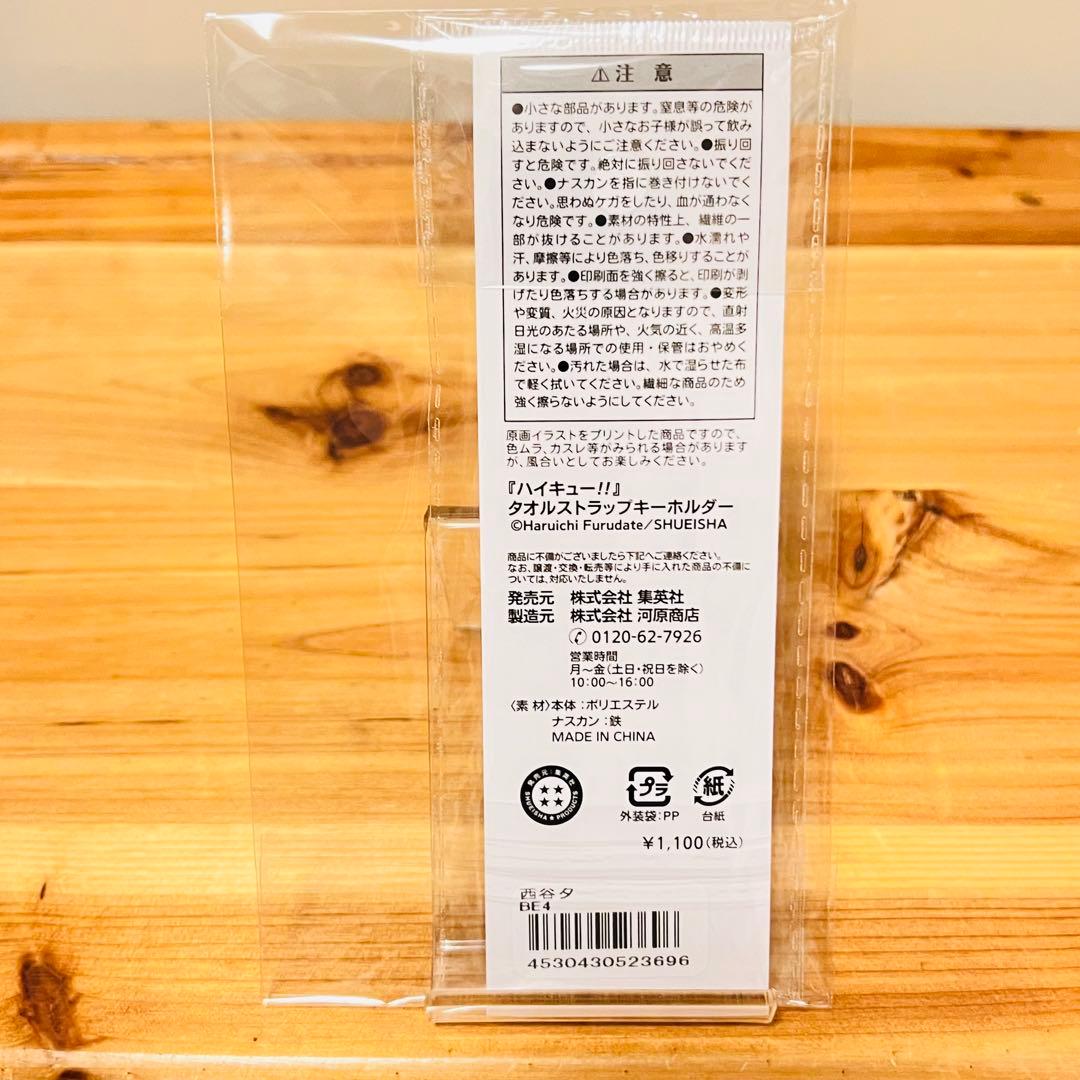 ⚠注 意
●小さな部品があります。窒息等の危険が
ありますので、小さなお子様が誤って飲み
込まないようにご注意ください。●振り回
すと危険です。絶対に振り回さないでくだ
さい。●ナスカンを指に巻き付けないでく
ださい。思わぬケガをしたり、血が通わなく
なり危険です。●素材の特性上、繊維の一
部が抜けることがあります。●水濡れや
汗、摩擦等により色落ち、色移りすることが
あります。●印刷面を強く擦ると、印刷が剥
げたり色落ちする場合があります。●変形
や変質、火災の原因となりますので、直射
日光のあたる場所や、火気の近く、高温多
湿になる場所での使用・保管はおやめく
ださい。●汚れた場合は、水で湿らせた布
で軽く拭いてください。繊細な商品のため
強く擦らないようにしてください。
原画イラストをプリントした商品ですので、
色ムラ、カスレ等がみられる場合があります
が、風合いとしてお楽しみください。
『ハイキュー!!』
タオルストラップキーホルダー
©Haruichi Furudate/SHUEISHA
商品に不備がございましたら下記へご連絡ください。
なお、譲渡・交換・転売等により手に入れた商品の不備に
ついては、対応いたしません。
発売元 株式会社 集英社
製造元 株式会社 河原商店
0120-62-7926
営業時間
月～金(土日・祝日を除く)
10:00～16:00
〈素 材〉本体：ポリエステル
ナスカン：鉄
MADE IN CHINA
発売元：集英社
SHUEISHA★PRODUCTS
プラ
紙
外装袋：PP
台紙
¥1,100(税込)
西谷夕
BE4
4530430523696